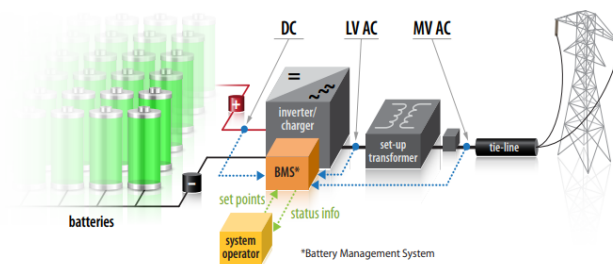 DC
LV AC
MV AC
+
=
inverter/
charger
set-up
transformer
tie-line
BMS*
-
set points
status info
batteries
system
operator
*Battery Management System